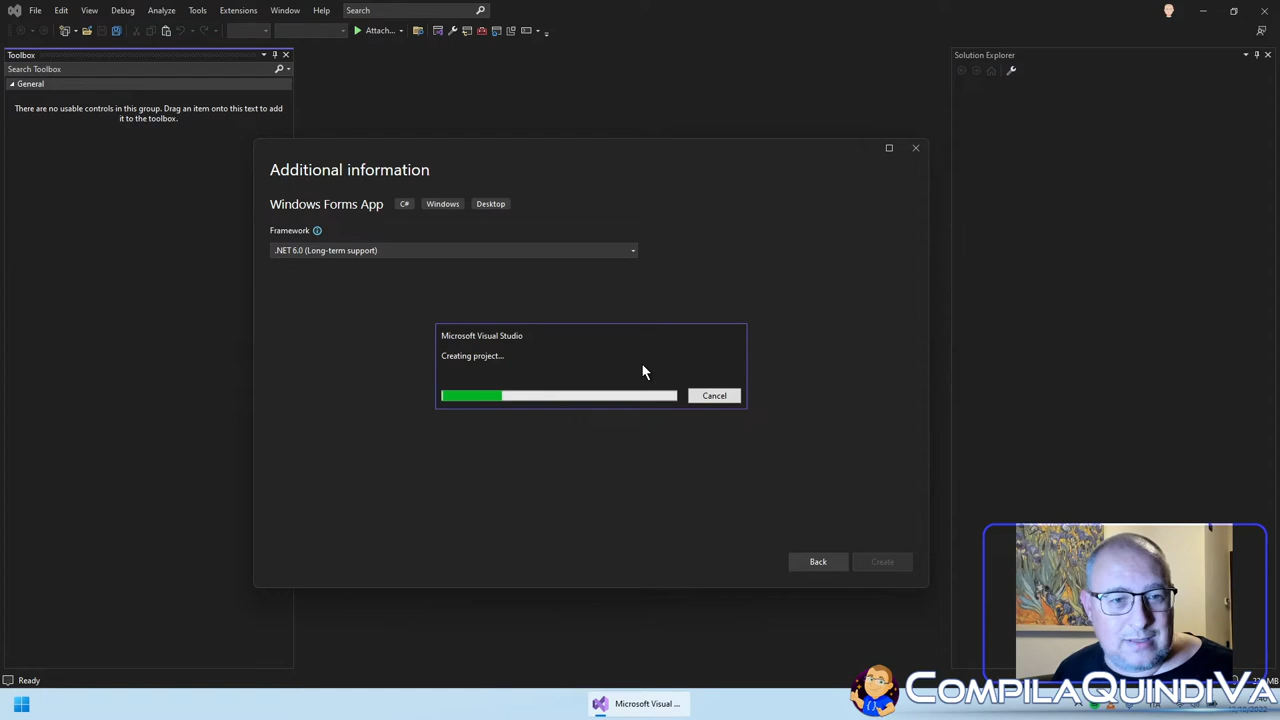 File Edit View Debug Analyze Tools Extensions Window Help Search
Attach...
Toolbox
Search Toolbox
General
There are no usable controls in this group. Drag an item onto this text to add
it to the toolbox.
Solution Explorer
Additional information
Windows Forms App C# Windows Desktop
Framework
.NET 6.0 (Long-term support)
Microsoft Visual Studio
Creating project...
Cancel
Back Create
Ready
Microsoft Visual ...
COMPILAQUINDIVA